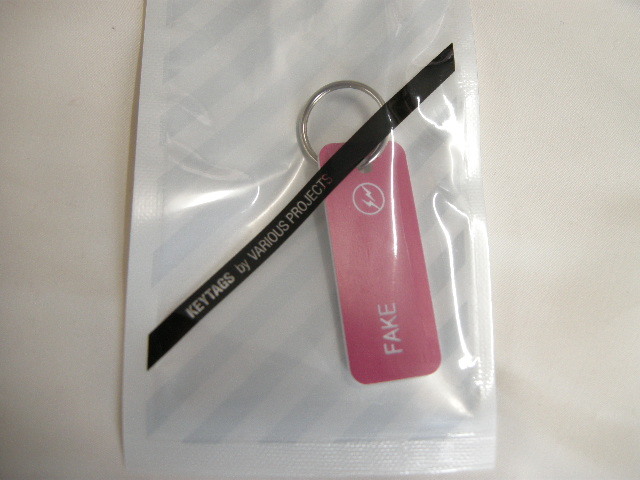 KEYTAGS by VARIOUS PROJECTS
FAKE